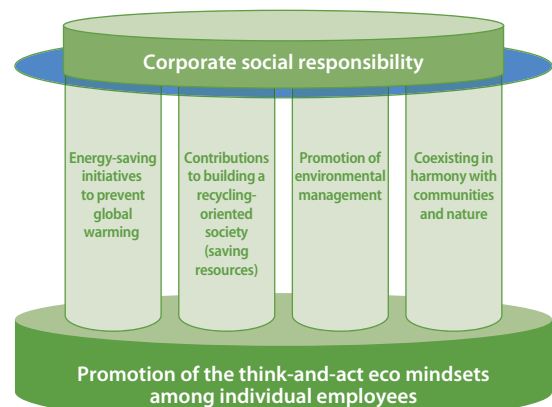 Corporate social responsibility
Energy-saving
initiatives
to prevent
global
warming
Contributions
to building a
recycling-
oriented
society
(saving
resources)
Promotion of
environmental
management
Coexisting in
harmony with
communities
and nature
Promotion of the think-and-act eco mindsets
among individual employees